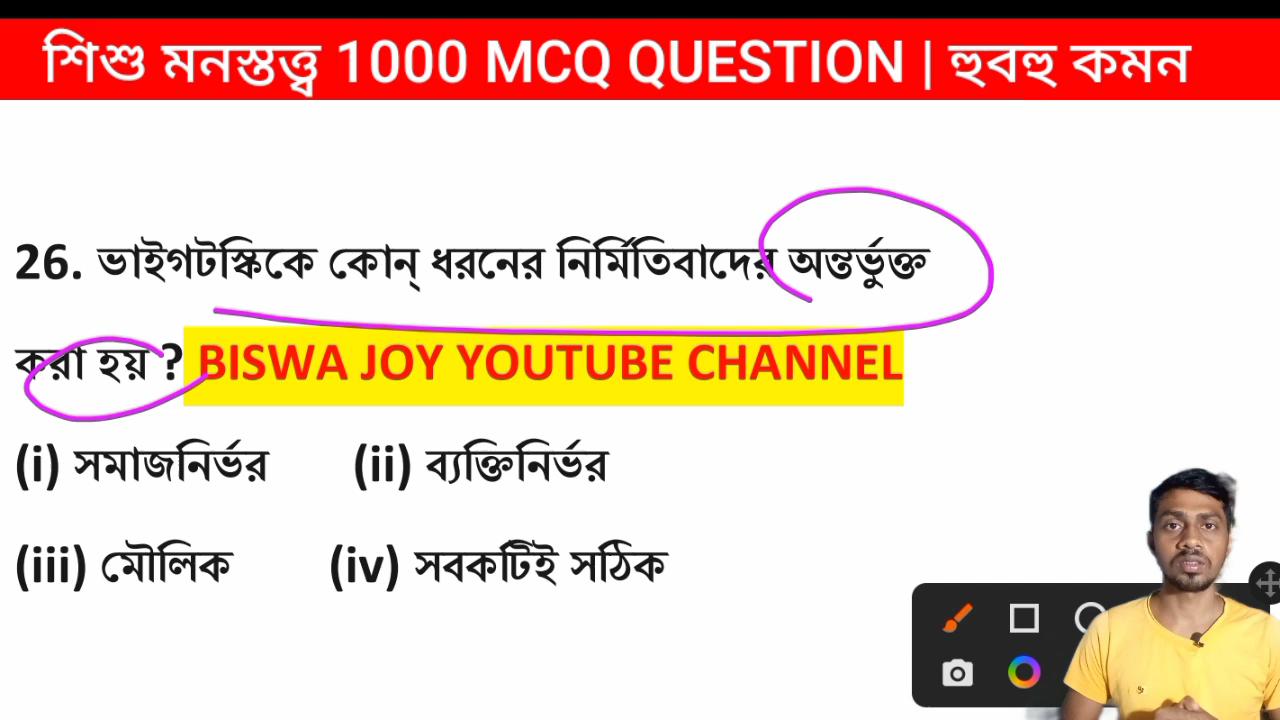 শিশু মনস্তত্ত্ব 1000 MCQ QUESTION | হুবহু কমন
26. ভাইগটস্কিকে কোন্ ধরনের নির্মিতিবাদের অন্তর্ভুক্ত
করা হয় ? BISWA JOY YOUTUBE CHANNEL
(i) সমাজনির্ভর (ii) ব্যক্তিনির্ভর
(iii) মৌলিক (iv) সবকটিই সঠিক